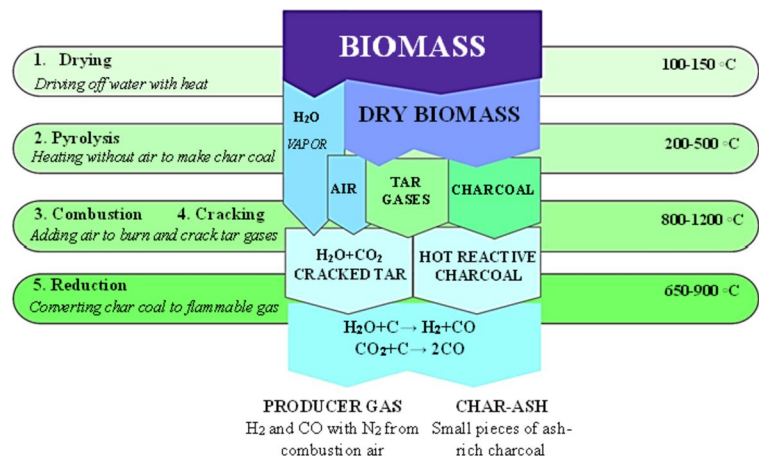 BIOMASS
1. Drying
Driving off water with heat
100-150 °C
H₂O
VAPOR
DRY BIOMASS
2. Pyrolysis
Heating without air to make char coal
200-500 °C
AIR
TAR
GASES
CHARCOAL
3. Combustion 4. Cracking
Adding air to burn and crack tar gases
800-1200 °C
H₂O+CO₂
CRACKED TAR
HOT REACTIVE
CHARCOAL
5. Reduction
Converting char coal to flammable gas
650-900 °C
H₂O+C→H₂+CO
CO₂+C→2CO
PRODUCER GAS
H₂ and CO with N₂ from
combustion air
CHAR-ASH
Small pieces of ash-
rich charcoal